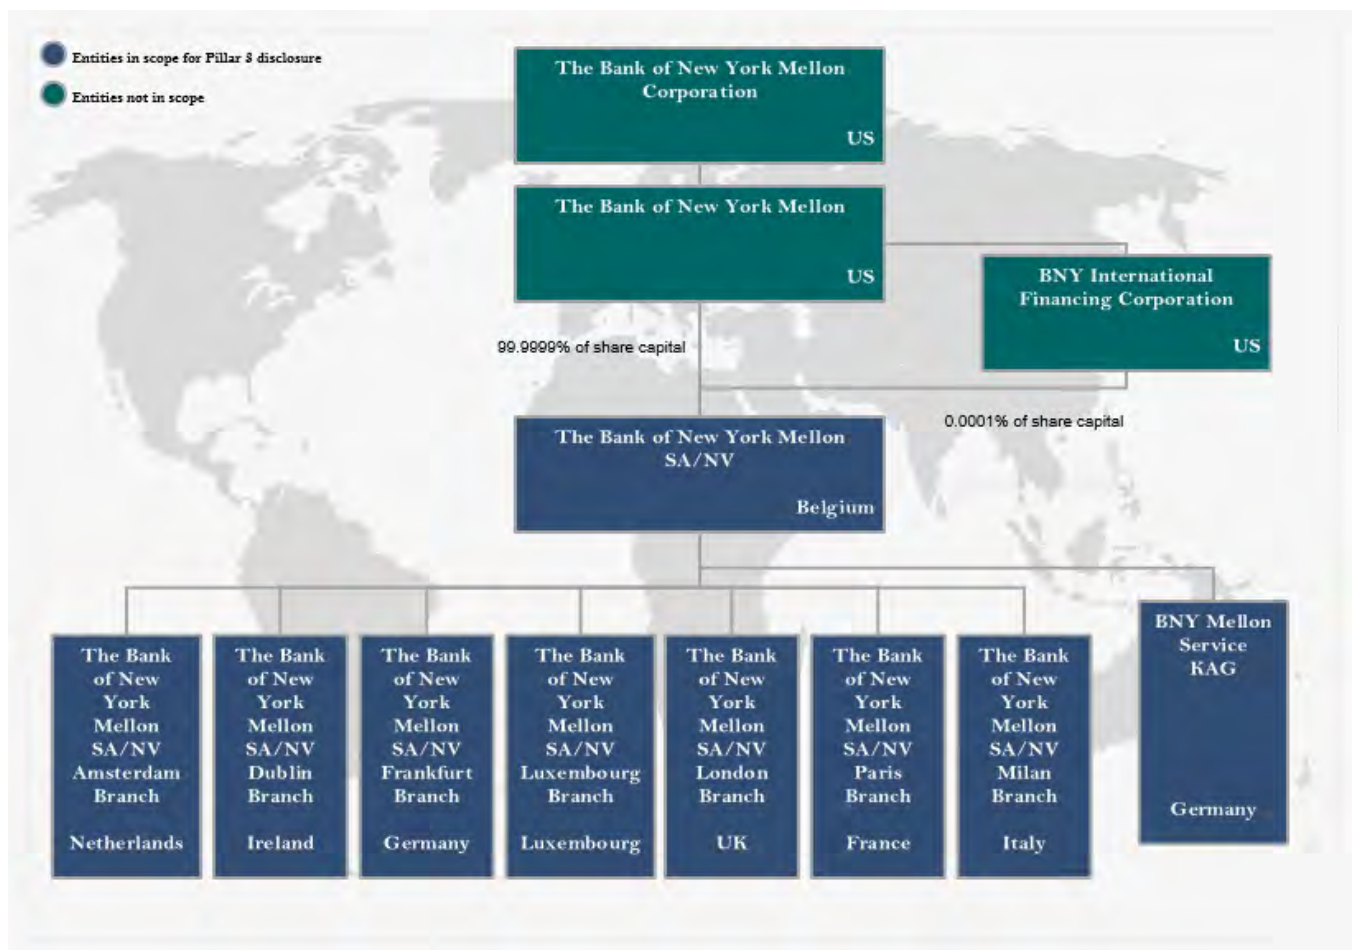 Entities in scope for Pillar 3 disclosure
Entities not in scope
The Bank of New York Mellon
Corporation
US
The Bank of New York Mellon
US
BNY International
Financing Corporation
US
99.9999% of share capital
0.0001% of share capital
The Bank of New York Mellon
SA/NV
Belgium
The Bank
of New
York
Mellon
SA/NV
Amsterdam
Branch
Netherlands
The Bank
of New
York
Mellon
SA/NV
Dublin
Branch
Ireland
The Bank
of New
York
Mellon
SA/NV
Frankfurt
Branch
Germany
The Bank
of New
York
Mellon
SA/NV
Luxembourg
Branch
Luxembourg
The Bank
of New
York
Mellon
SA/NV
London
Branch
UK
The Bank
of New
York
Mellon
SA/NV
Paris
Branch
France
The Bank
of New
York
Mellon
SA/NV
Milan
Branch
Italy
BNY Mellon
Service
KAG
Germany